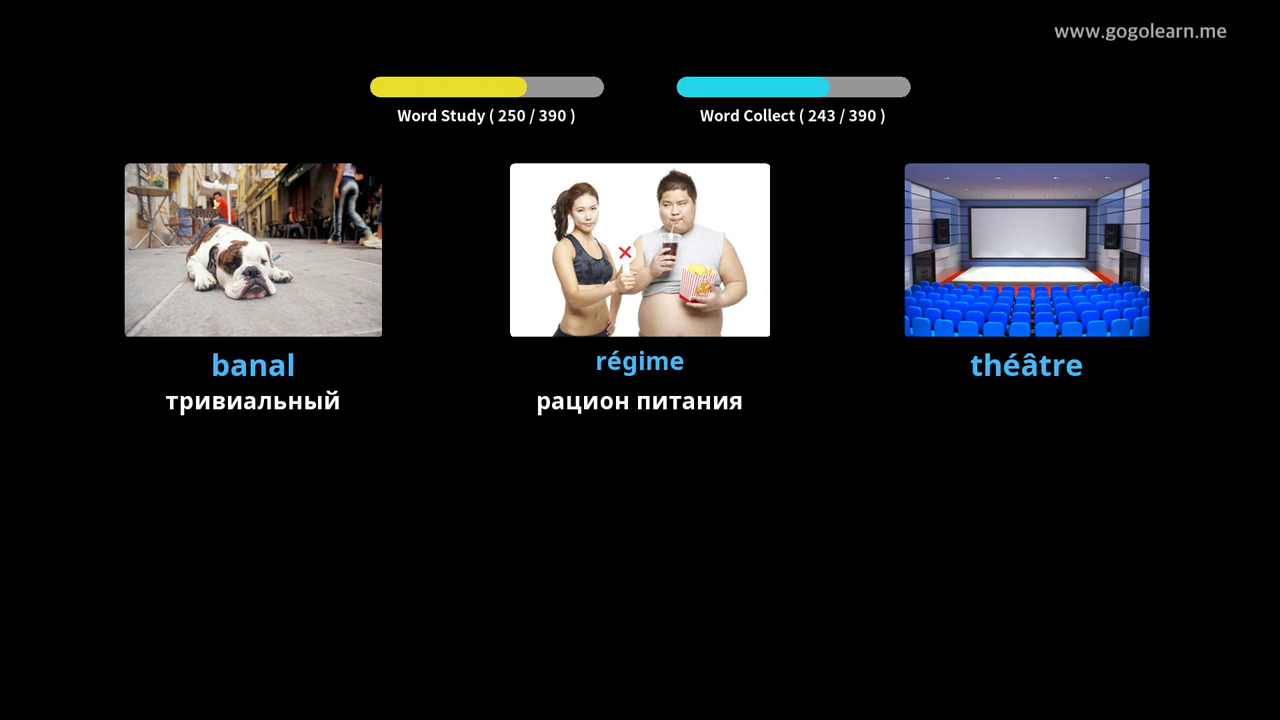 www.gogolearn.me
Word Study ( 250 / 390 )
Word Collect ( 243 / 390 )
banal
régime
théâtre
тривиальный
рацион питания